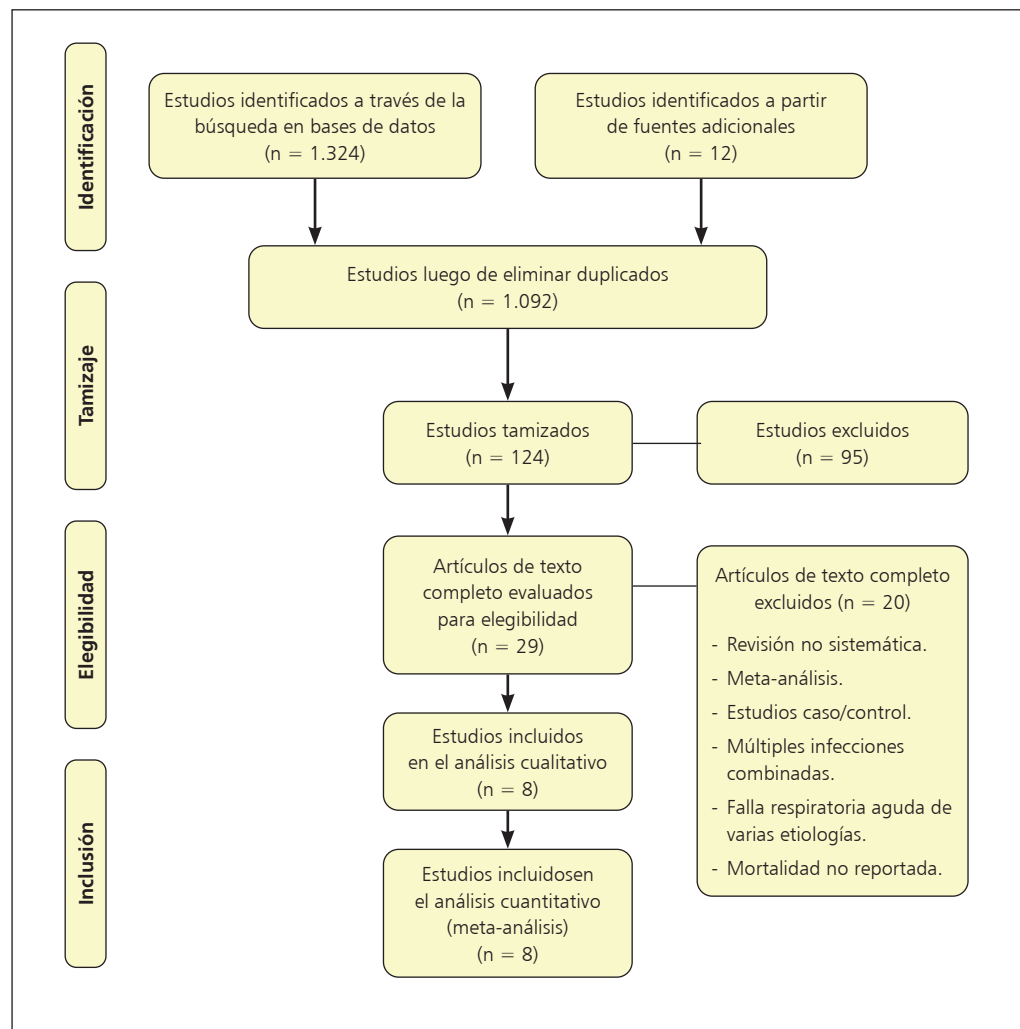 Identificación
Estudios identificados a través de la
búsqueda en bases de datos
(n = 1.324)
Estudios identificados a partir
de fuentes adicionales
(n = 12)
Estudios luego de eliminar duplicados
(n = 1.092)
Tamizaje
Estudios tamizados
(n = 124)
Estudios excluidos
(n = 95)
Elegibilidad
Artículos de texto
completo evaluados
para elegibilidad
(n = 29)
Artículos de texto completo
excluidos (n = 20)
- Revisión no sistemática.
- Meta-análisis.
- Estudios caso/control.
- Múltiples infecciones
combinadas.
- Falla respiratoria aguda de
varias etiologías.
- Mortalidad no reportada.
Estudios incluidos
en el análisis cualitativo
(n = 8)
Inclusión
Estudios incluidosen
el análisis cuantitativo
(meta-análisis)
(n = 8)